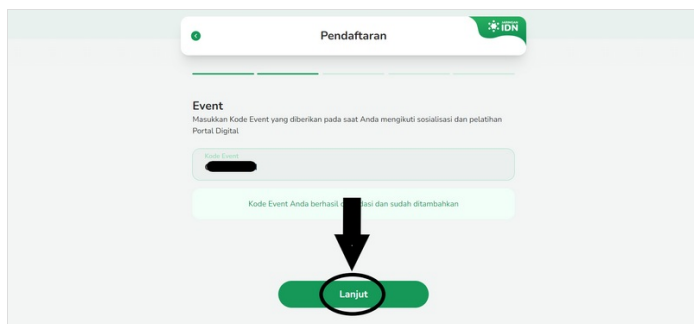 Pendaftaran
IDN
Event
Masukkan Kode Event yang diberikan pada saat Anda mengikuti sosialisasi dan pelatihan
Portal Digital
Kode Event
Kode Event Anda berhasil dasi dan sudah ditambahkan
Lanjut